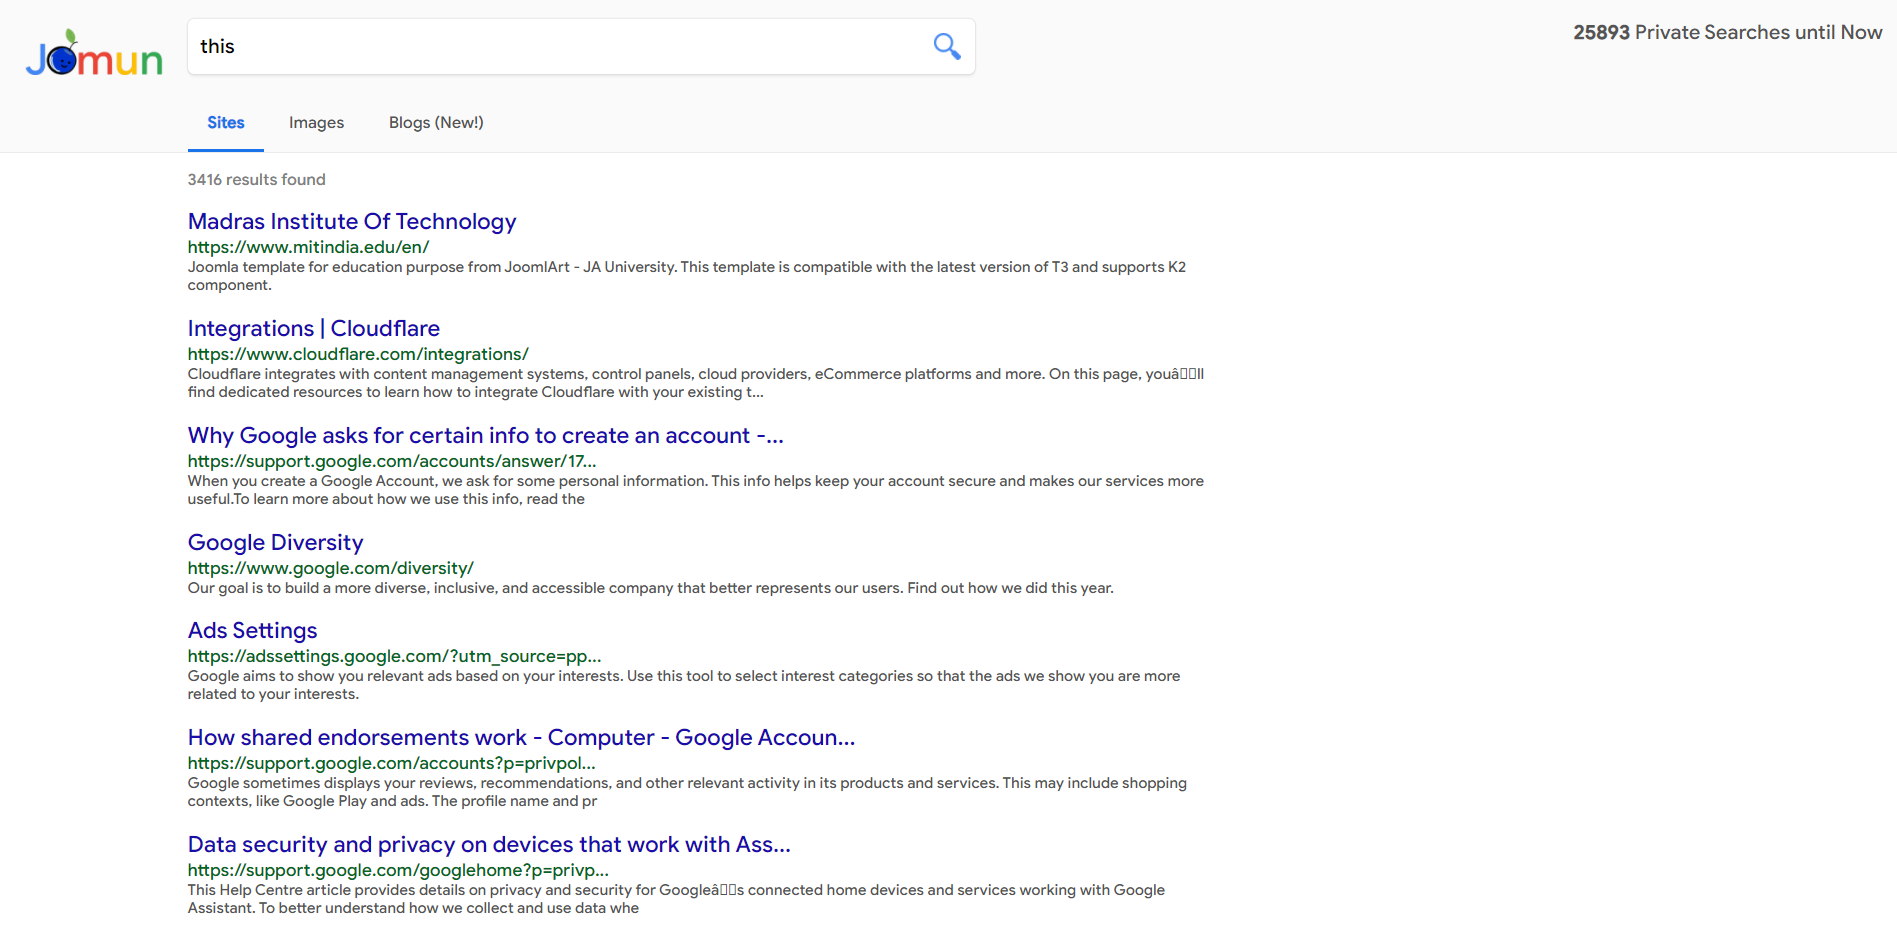 Jomun
this
25893 Private Searches until Now
Sites
Images
Blogs (New!)
3416 results found
Madras Institute Of Technology
https://www.mitindia.edu/en/
Joomla template for education purpose from JoomlArt - JA University. This template is compatible with the latest version of T3 and supports K2
component.
Integrations | Cloudflare
https://www.cloudflare.com/integrations/
Cloudflare integrates with content management systems, control panels, cloud providers, eCommerce platforms and more. On this page, youâ▯▯ll
find dedicated resources to learn how to integrate Cloudflare with your existing t...
Why Google asks for certain info to create an account -...
https://support.google.com/accounts/answer/17...
When you create a Google Account, we ask for some personal information. This info helps keep your account secure and makes our services more
useful.To learn more about how we use this info, read the
Google Diversity
https://www.google.com/diversity/
Our goal is to build a more diverse, inclusive, and accessible company that better represents our users. Find out how we did this year.
Ads Settings
https://adssettings.google.com/?utm_source=pp...
Google aims to show you relevant ads based on your interests. Use this tool to select interest categories so that the ads we show you are more
related to your interests.
How shared endorsements work - Computer - Google Accoun...
https://support.google.com/accounts?p=privpol...
Google sometimes displays your reviews, recommendations, and other relevant activity in its products and services. This may include shopping
contexts, like Google Play and ads. The profile name and pr
Data security and privacy on devices that work with Ass...
https://support.google.com/googlehome?p=privp...
This Help Centre article provides details on privacy and security for Googleâ▯▯s connected home devices and services working with Google
Assistant. To better understand how we collect and use data whe